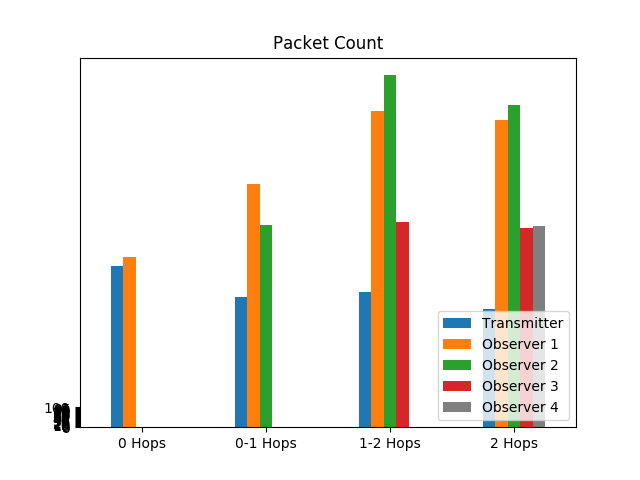 Packet Count
100
0 Hops
0-1 Hops
1-2 Hops
2 Hops
Transmitter
Observer 1
Observer 2
Observer 3
Observer 4